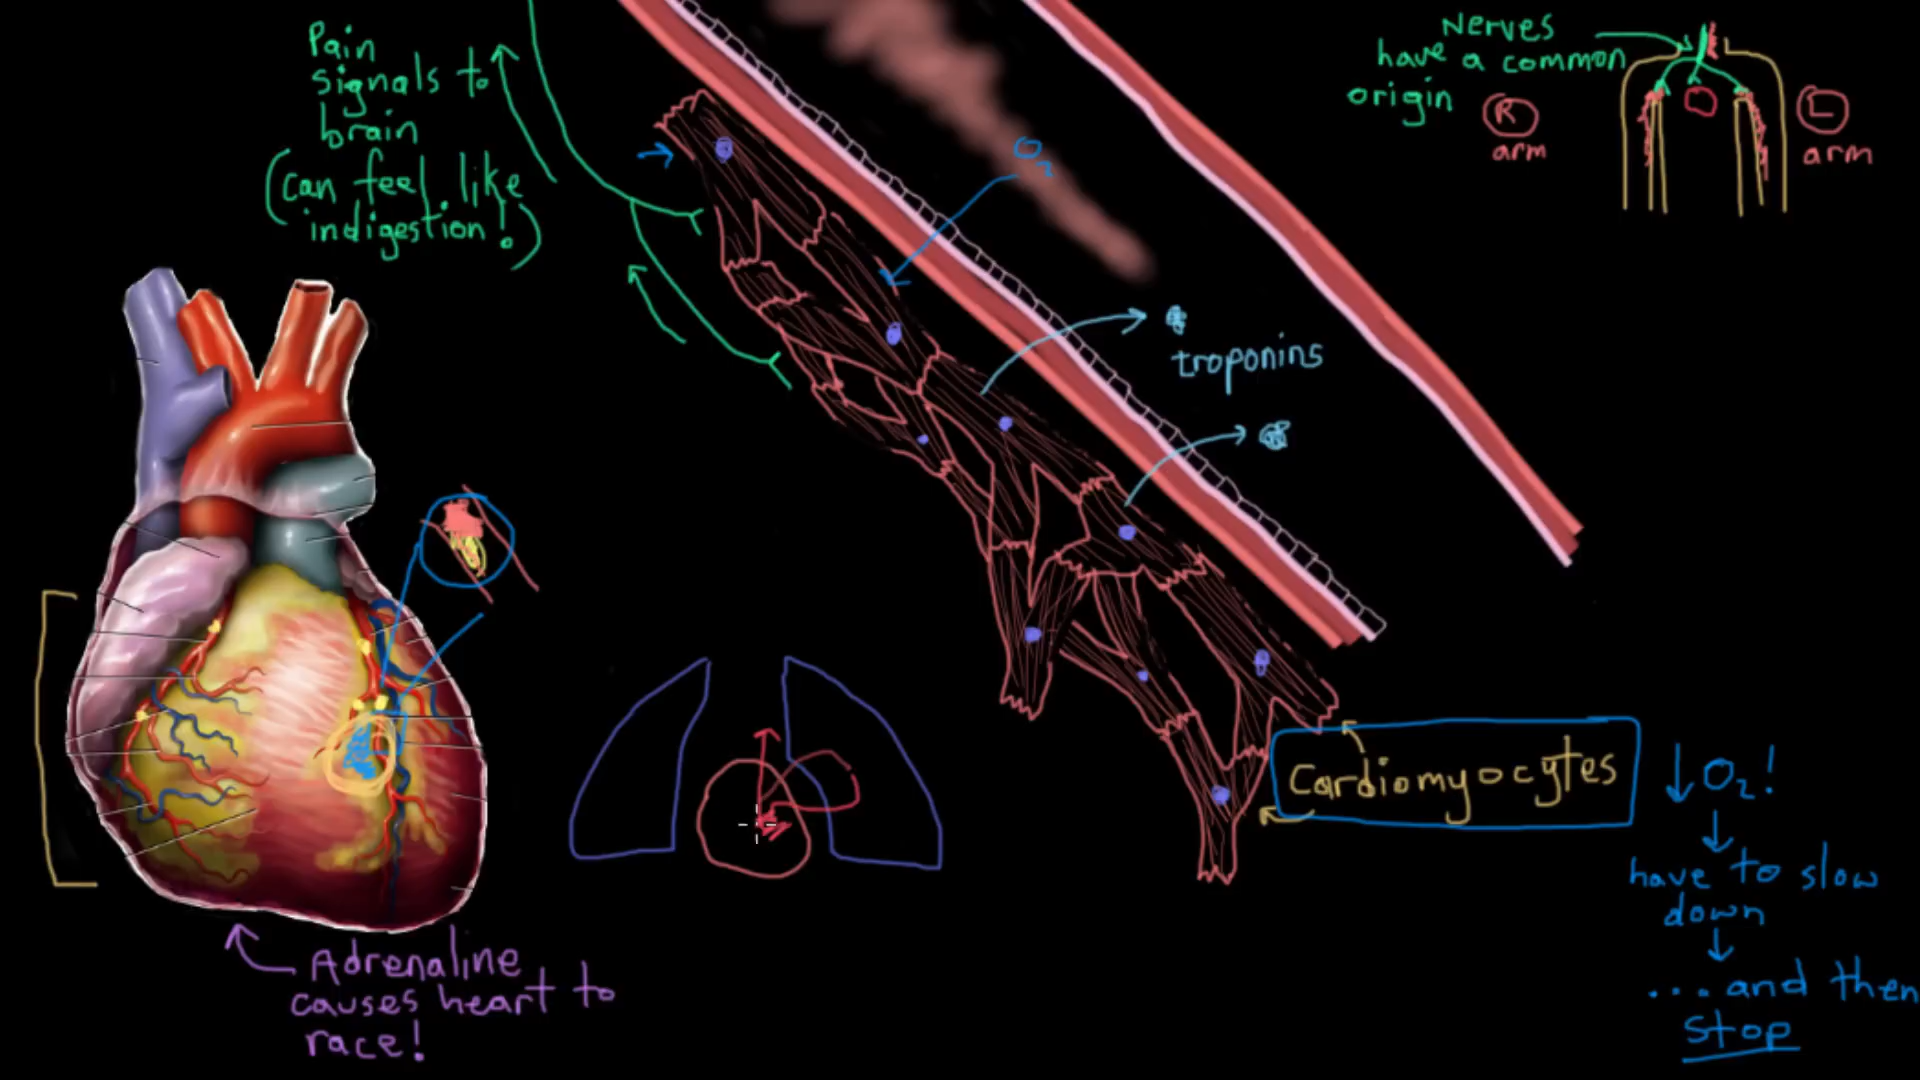 Pain
signals to
brain
(can feel like
indigestion!)
O₂
troponins
Nerves
have a common
origin
R
arm
L
arm
Cardiomyocytes
↓ O₂!
↓
have to slow
down
↓
....and then
stop
Adrenaline
causes heart to
race!